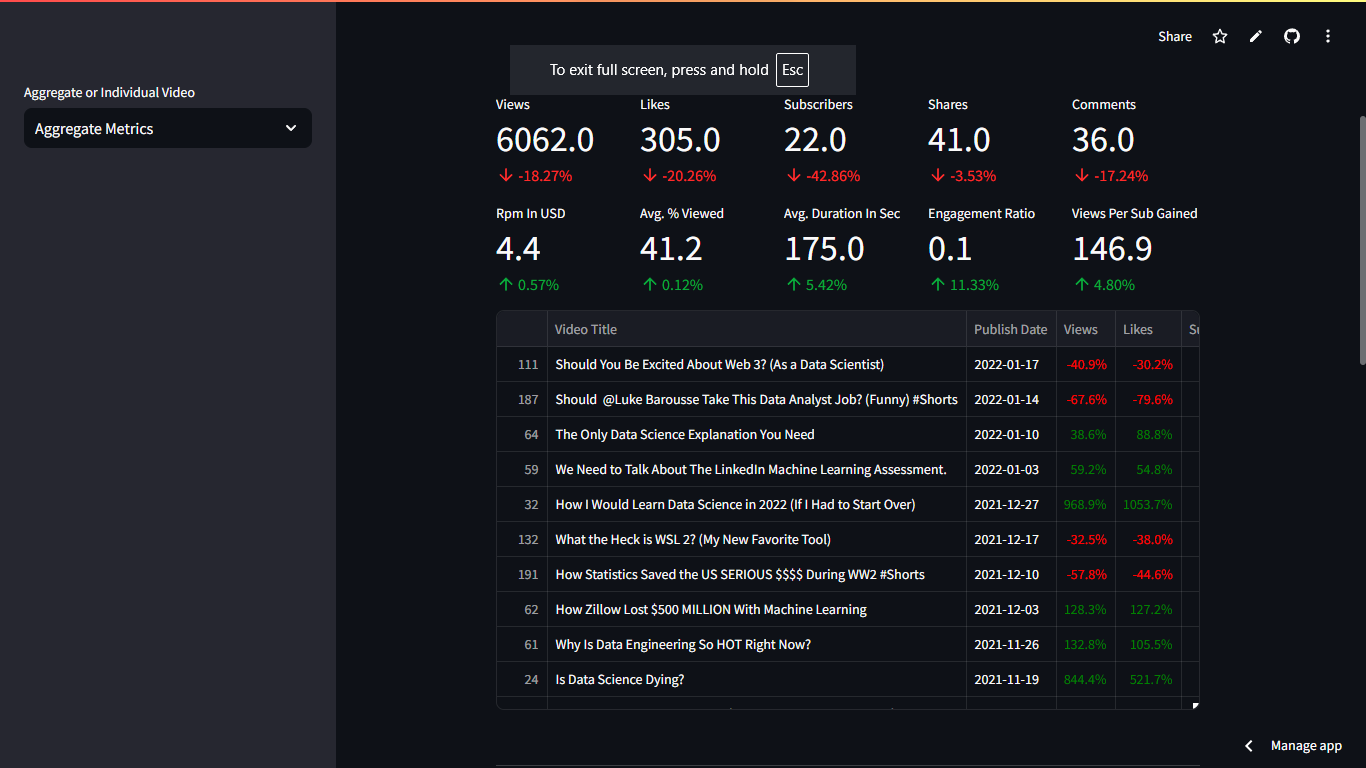 Share
Aggregate or Individual Video
Aggregate Metrics
To exit full screen, press and hold Esc
Views Likes Subscribers Shares Comments
6062.0 305.0 22.0 41.0 36.0
-18.27% -20.26% -42.86% -3.53% -17.24%
Rpm In USD Avg. % Viewed Avg. Duration In Sec Engagement Ratio Views Per Sub Gained
4.4 41.2 175.0 0.1 146.9
0.57% 0.12% 5.42% 11.33% 4.80%
Video Title Publish Date Views Likes Su
111 Should You Be Excited About Web 3? (As a Data Scientist) 2022-01-17 -40.9% -30.2%
187 Should @Luke Barousse Take This Data Analyst Job? (Funny) #Shorts 2022-01-14 -67.6% -79.6%
64 The Only Data Science Explanation You Need 2022-01-10 38.6% 88.8%
59 We Need to Talk About The LinkedIn Machine Learning Assessment. 2022-01-03 59.2% 54.8%
32 How I Would Learn Data Science in 2022 (If I Had to Start Over) 2021-12-27 968.9% 1053.7%
132 What the Heck is WSL 2? (My New Favorite Tool) 2021-12-17 -32.5% -38.0%
191 How Statistics Saved the US SERIOUS $$$$ During WW2 #Shorts 2021-12-10 -57.8% -44.6%
62 How Zillow Lost $500 MILLION With Machine Learning 2021-12-03 128.3% 127.2%
61 Why Is Data Engineering So HOT Right Now? 2021-11-26 132.8% 105.5%
24 Is Data Science Dying? 2021-11-19 844.4% 521.7%
Manage app